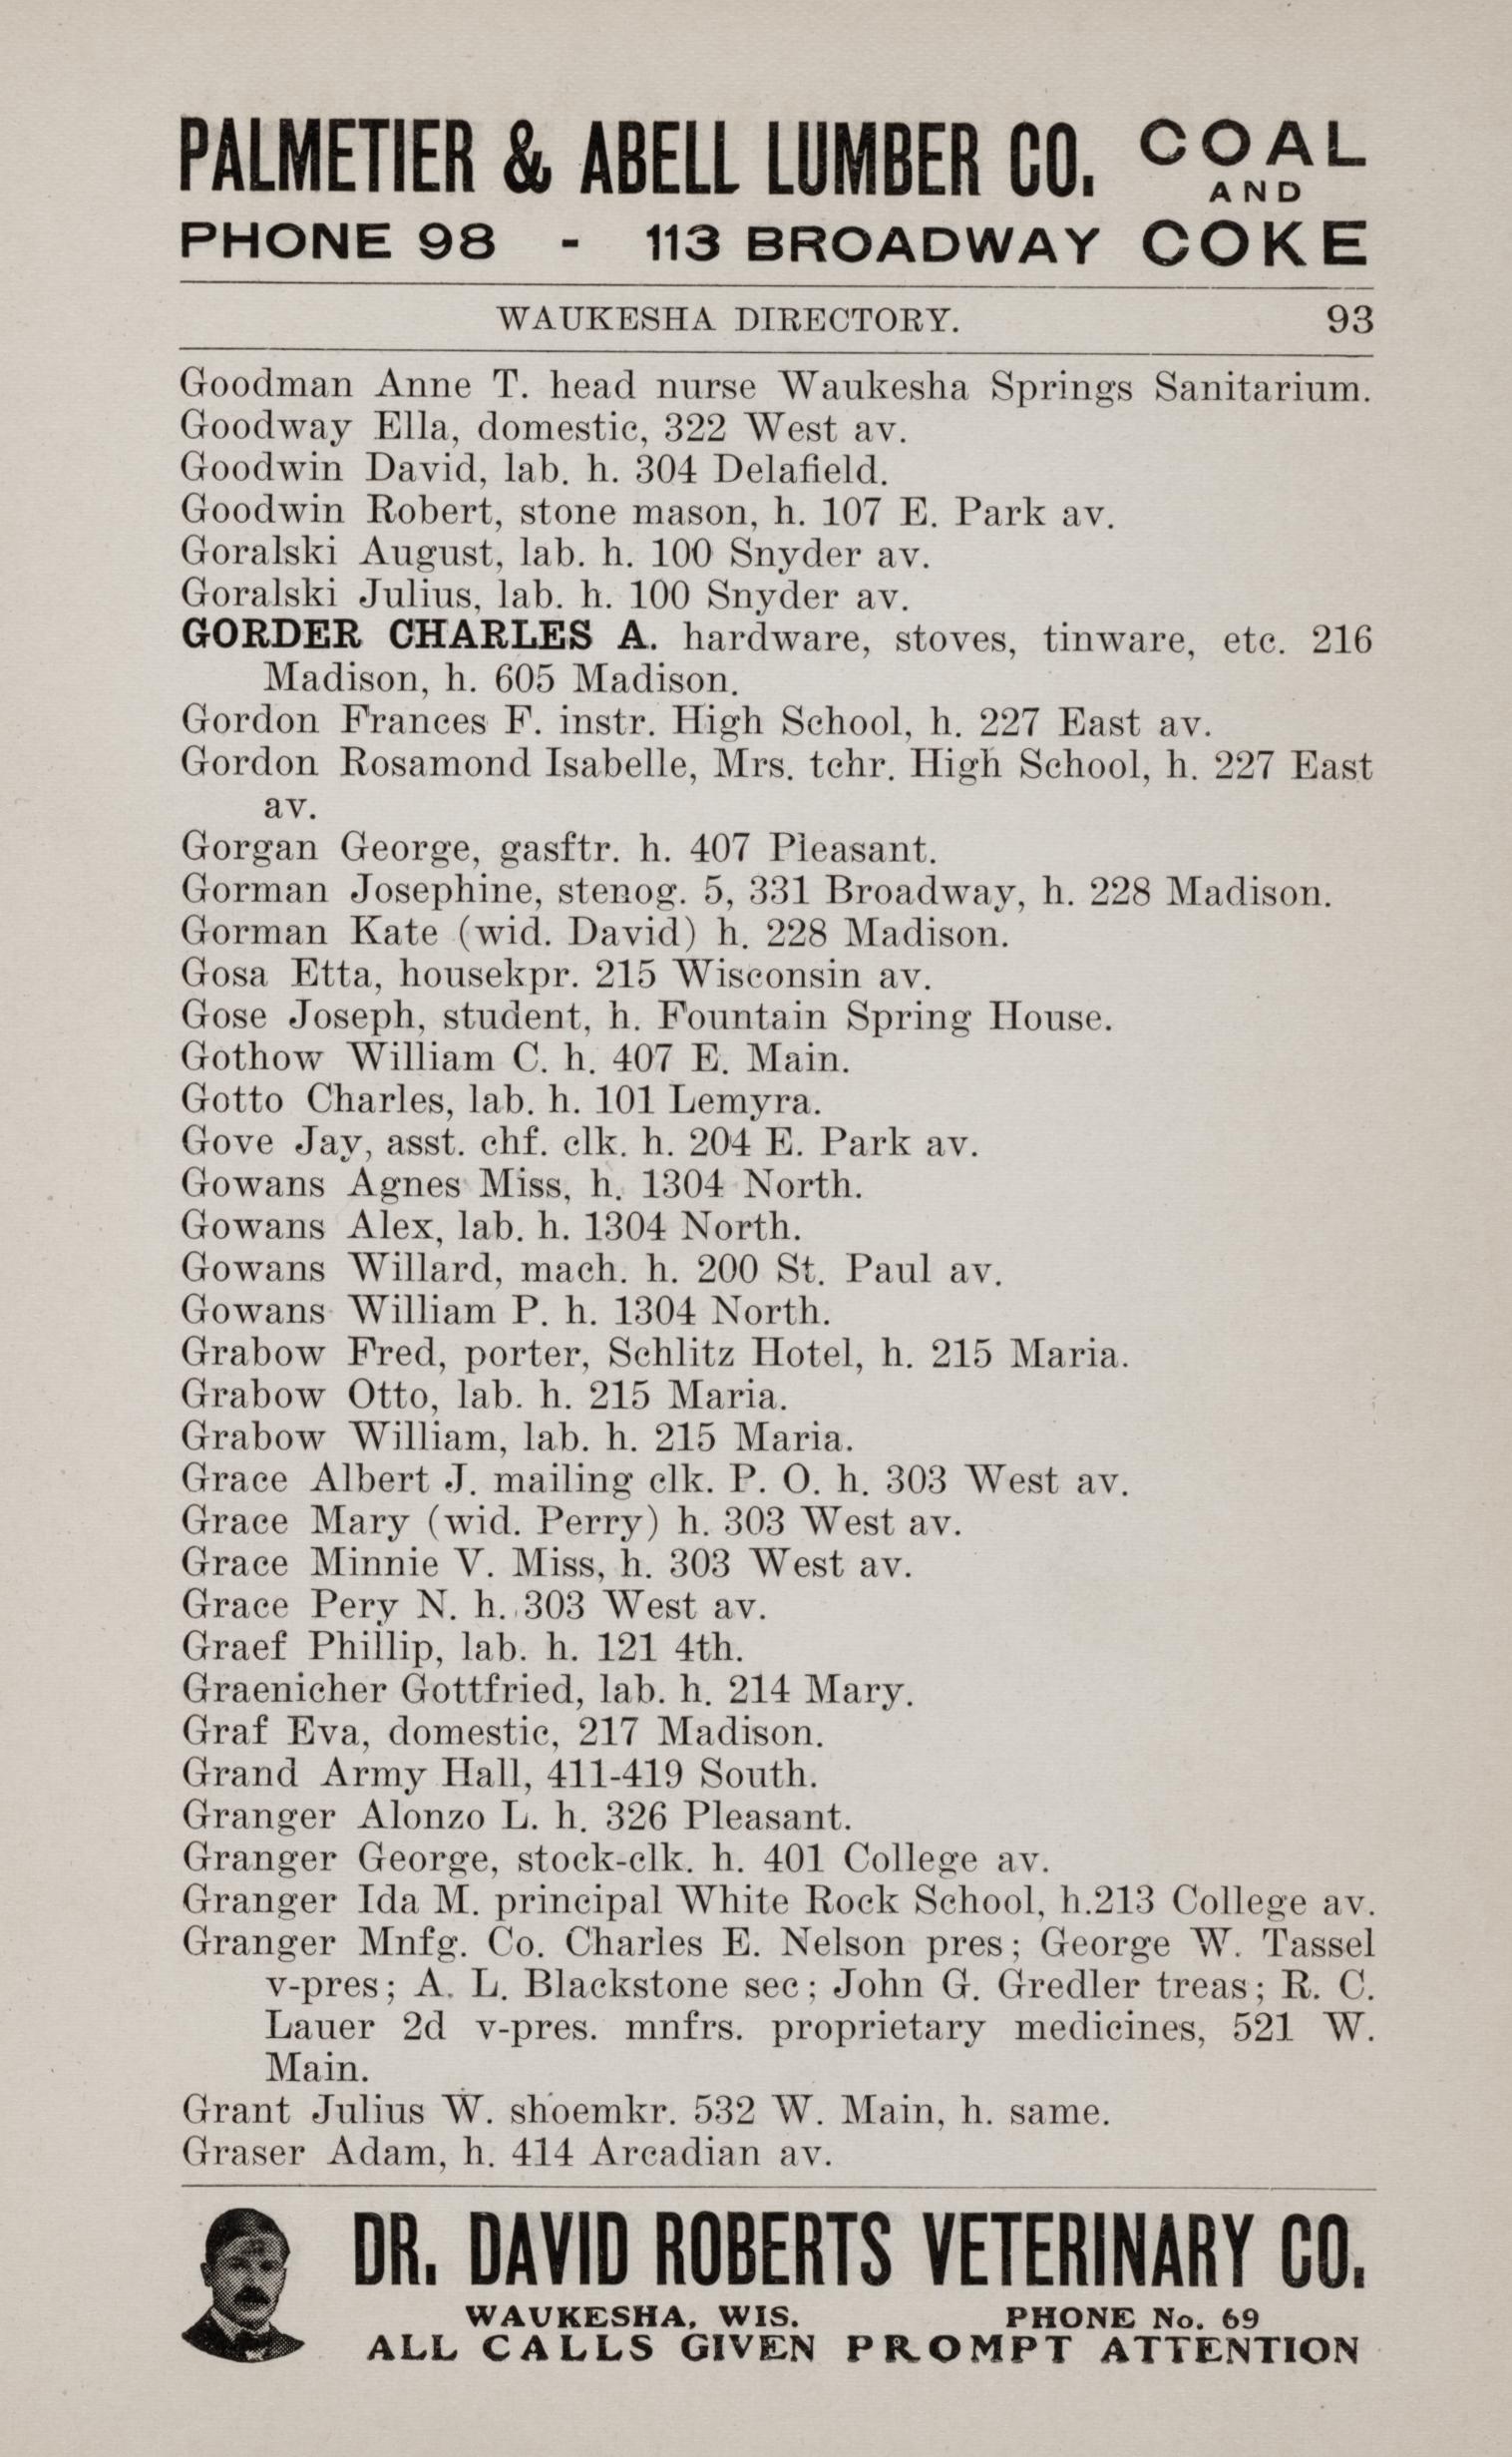 PALMETIER & ABELL LUMBER CO. COAL
AND
PHONE 98 - 113 BROADWAY COKE
WAUKESHA DIRECTORY. 93
Goodman Anne T. head nurse Waukesha Springs Sanitarium.
Goodway Ella, domestic, 322 West av.
Goodwin David, lab. h. 304 Delafield.
Goodwin Robert, stone mason, h. 107 E. Park av.
Goralski August, lab. h. 100 Snyder av.
Goralski Julius, lab. h. 100 Snyder av.
GORDER CHARLES A. hardware, stoves, tinware, etc. 216
Madison, h. 605 Madison.
Gordon Frances F. instr. High School, h. 227 East av.
Gordon Rosamond Isabelle, Mrs. tchr. High School, h. 227 East
av.
Gorgan George, gasftr. h. 407 Pleasant.
Gorman Josephine, stenog. 5, 331 Broadway, h. 228 Madison.
Gorman Kate (wid. David) h. 228 Madison.
Gosa Etta, housekpr. 215 Wisconsin av.
Gose Joseph, student, h. Fountain Spring House.
Gothow William C. h. 407 E. Main.
Gotto Charles, lab. h. 101 Lemyra.
Gove Jay, asst. chf. clk. h. 204 E. Park av.
Gowans Agnes Miss, h. 1304 North.
Gowans Alex, lab. h. 1304 North.
Gowans Willard, mach. h. 200 St. Paul av.
Gowans William P. h. 1304 North.
Grabow Fred, porter, Schlitz Hotel, h. 215 Maria.
Grabow Otto, lab. h. 215 Maria.
Grabow William, lab. h. 215 Maria.
Grace Albert J. mailing clk. P. O. h. 303 West av.
Grace Mary (wid. Perry) h. 303 West av.
Grace Minnie V. Miss, h. 303 West av.
Grace Pery N. h. 303 West av.
Graef Phillip, lab. h. 121 4th.
Graenicher Gottfried, lab. h. 214 Mary.
Graf Eva, domestic, 217 Madison.
Grand Army Hall, 411-419 South.
Granger Alonzo L. h. 326 Pleasant.
Granger George, stock-clk. h. 401 College av.
Granger Ida M. principal White Rock School, h.213 College av.
Granger Mnfg. Co. Charles E. Nelson pres; George W. Tassel
v-pres; A. L. Blackstone sec; John G. Gredler treas; R. C.
Lauer 2d v-pres. mnfrs. proprietary medicines, 521 W.
Main.
Grant Julius W. shoemkr. 532 W. Main, h. same.
Graser Adam, h. 414 Arcadian av.
DR. DAVID ROBERTS VETERINARY CO.
WAUKESHA, WIS. PHONE No. 69
ALL CALLS GIVEN PROMPT ATTENTION